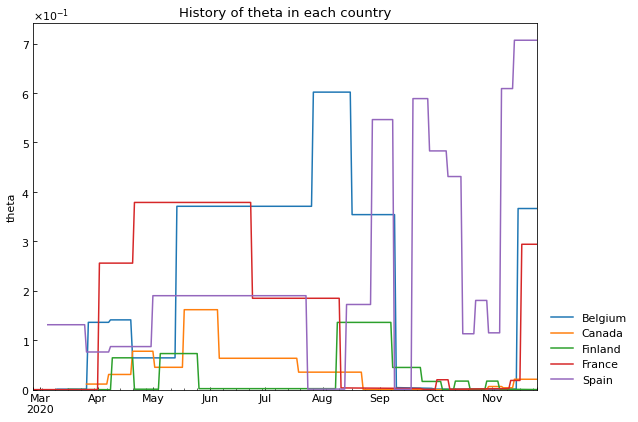 History of theta in each country
×10⁻¹
7
6
5
4
3
2
1
0
theta
Mar Apr May Jun Jul Aug Sep Oct Nov
2020
Belgium
Canada
Finland
France
Spain